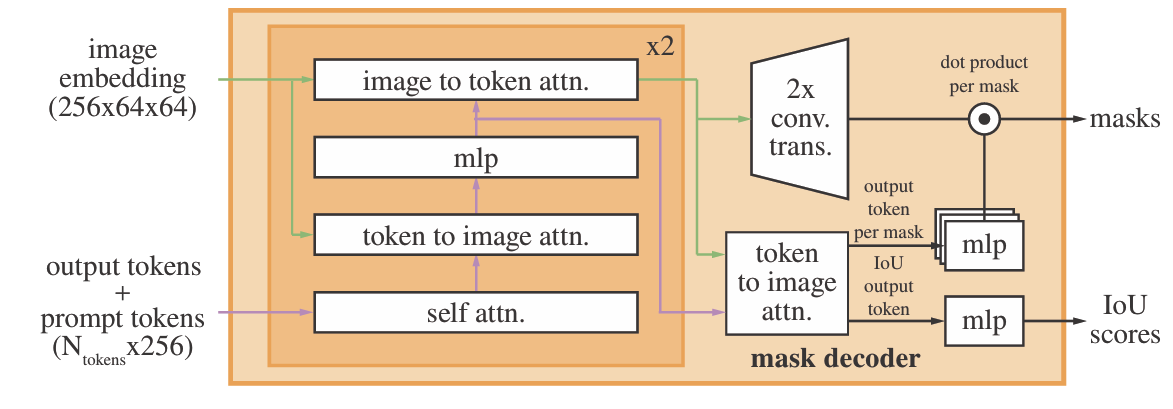 image
embedding
(256x64x64)
output tokens
+
prompt tokens
(Ntokensx256)
x2
image to token attn.
mlp
token to image attn.
self attn.
2x
conv.
trans.
dot product
per mask
masks
output
token
per mask
mlp
token
to image
attn.
IoU
output
token
mlp
IoU
scores
mask decoder